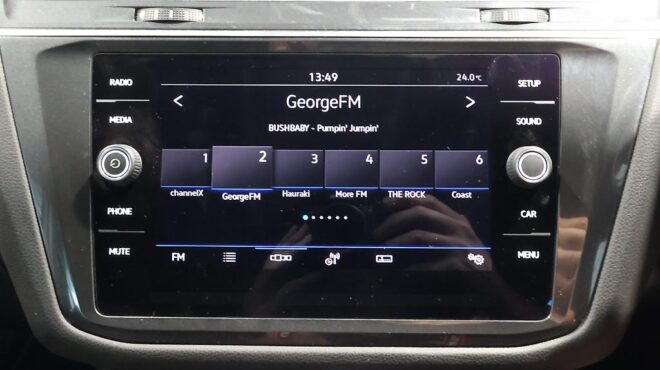 13:49
24.0°C
RADIO
SETUP
< GeorgeFM >
MEDIA
SOUND
BUSHBABY - Pumpin' Jumpin'
1 2 3 4 5 6
channelX GeorgeFM Hauraki More FM THE ROCK Coast
PHONE
CAR
MUTE
FM
MENU